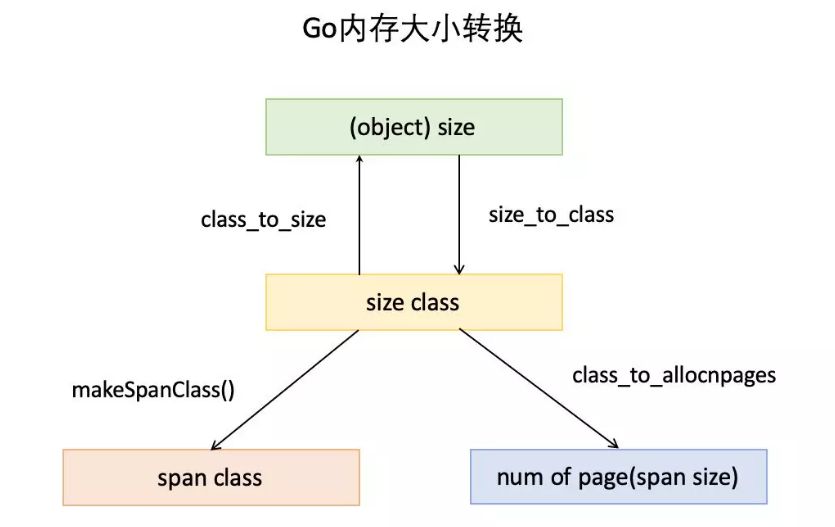 Go内存大小转换
(object) size
class_to_size
size_to_class
size class
makeSpanClass()
class_to_allocnpages
span class
num of page(span size)